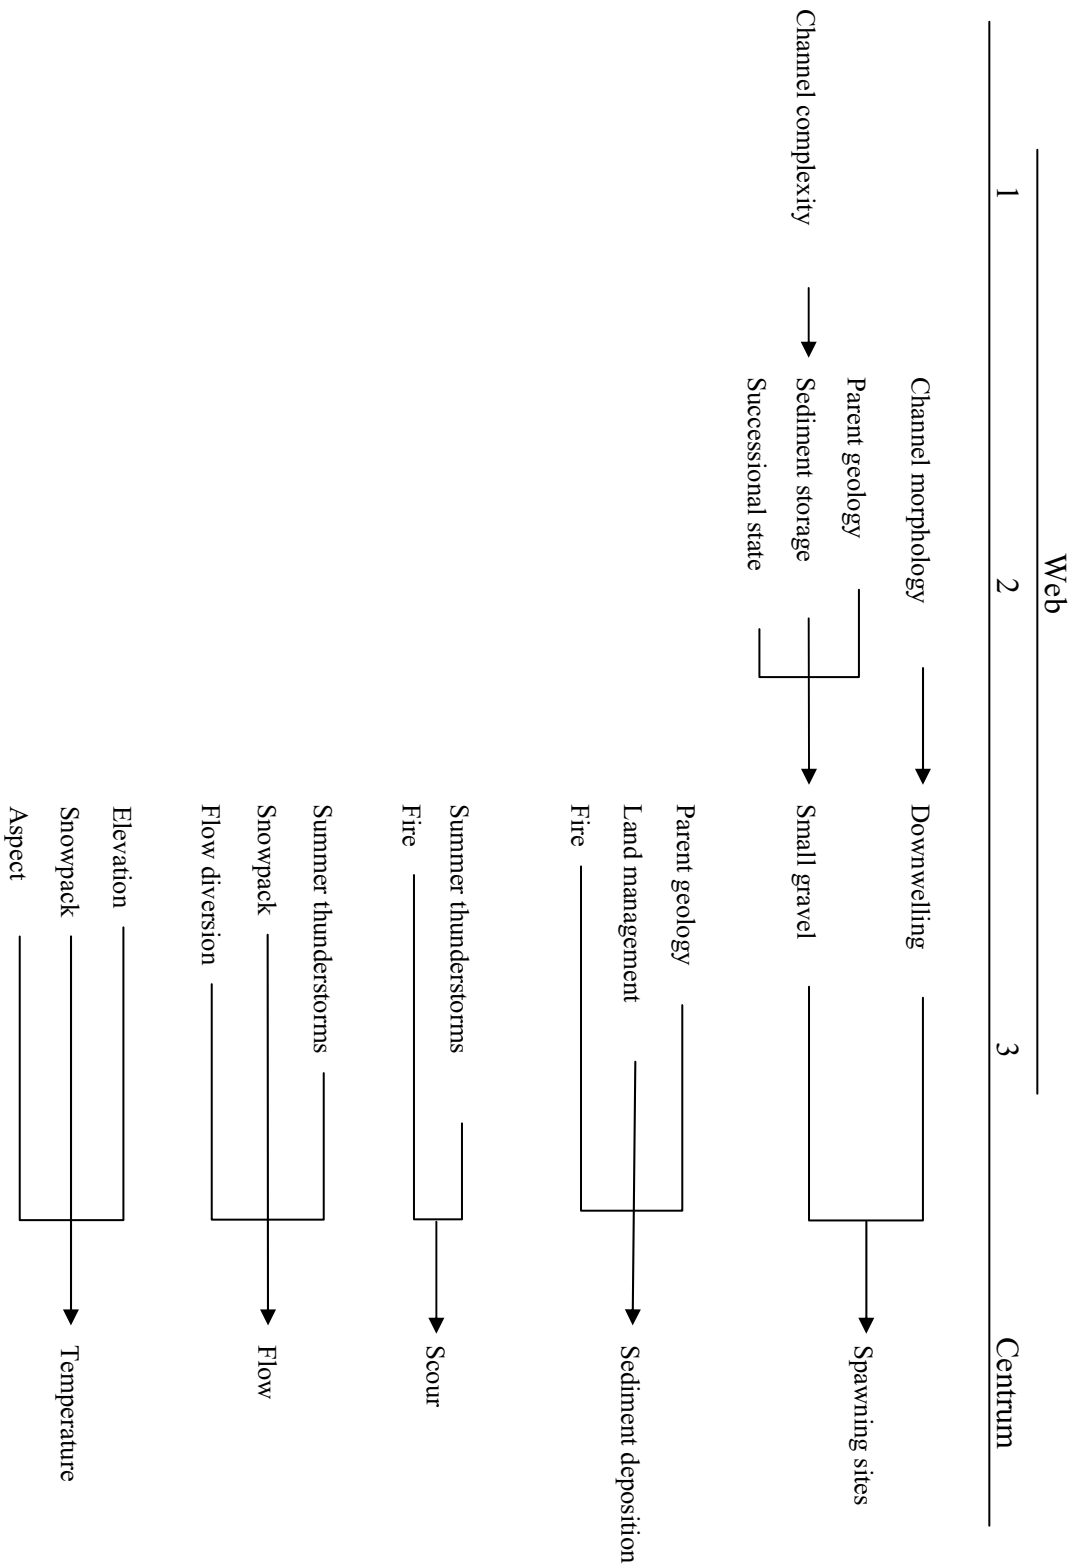 Web
1 2 3 Centrum
Channel morphology Downwelling
Spawning sites
Parent geology
Channel complexity Sediment storage Small gravel
Successional state
Parent geology
Land management Sediment deposition
Fire
Summer thunderstorms
Scour
Fire
Summer thunderstorms
Snowpack Flow
Flow diversion
Elevation
Snowpack Temperature
Aspect